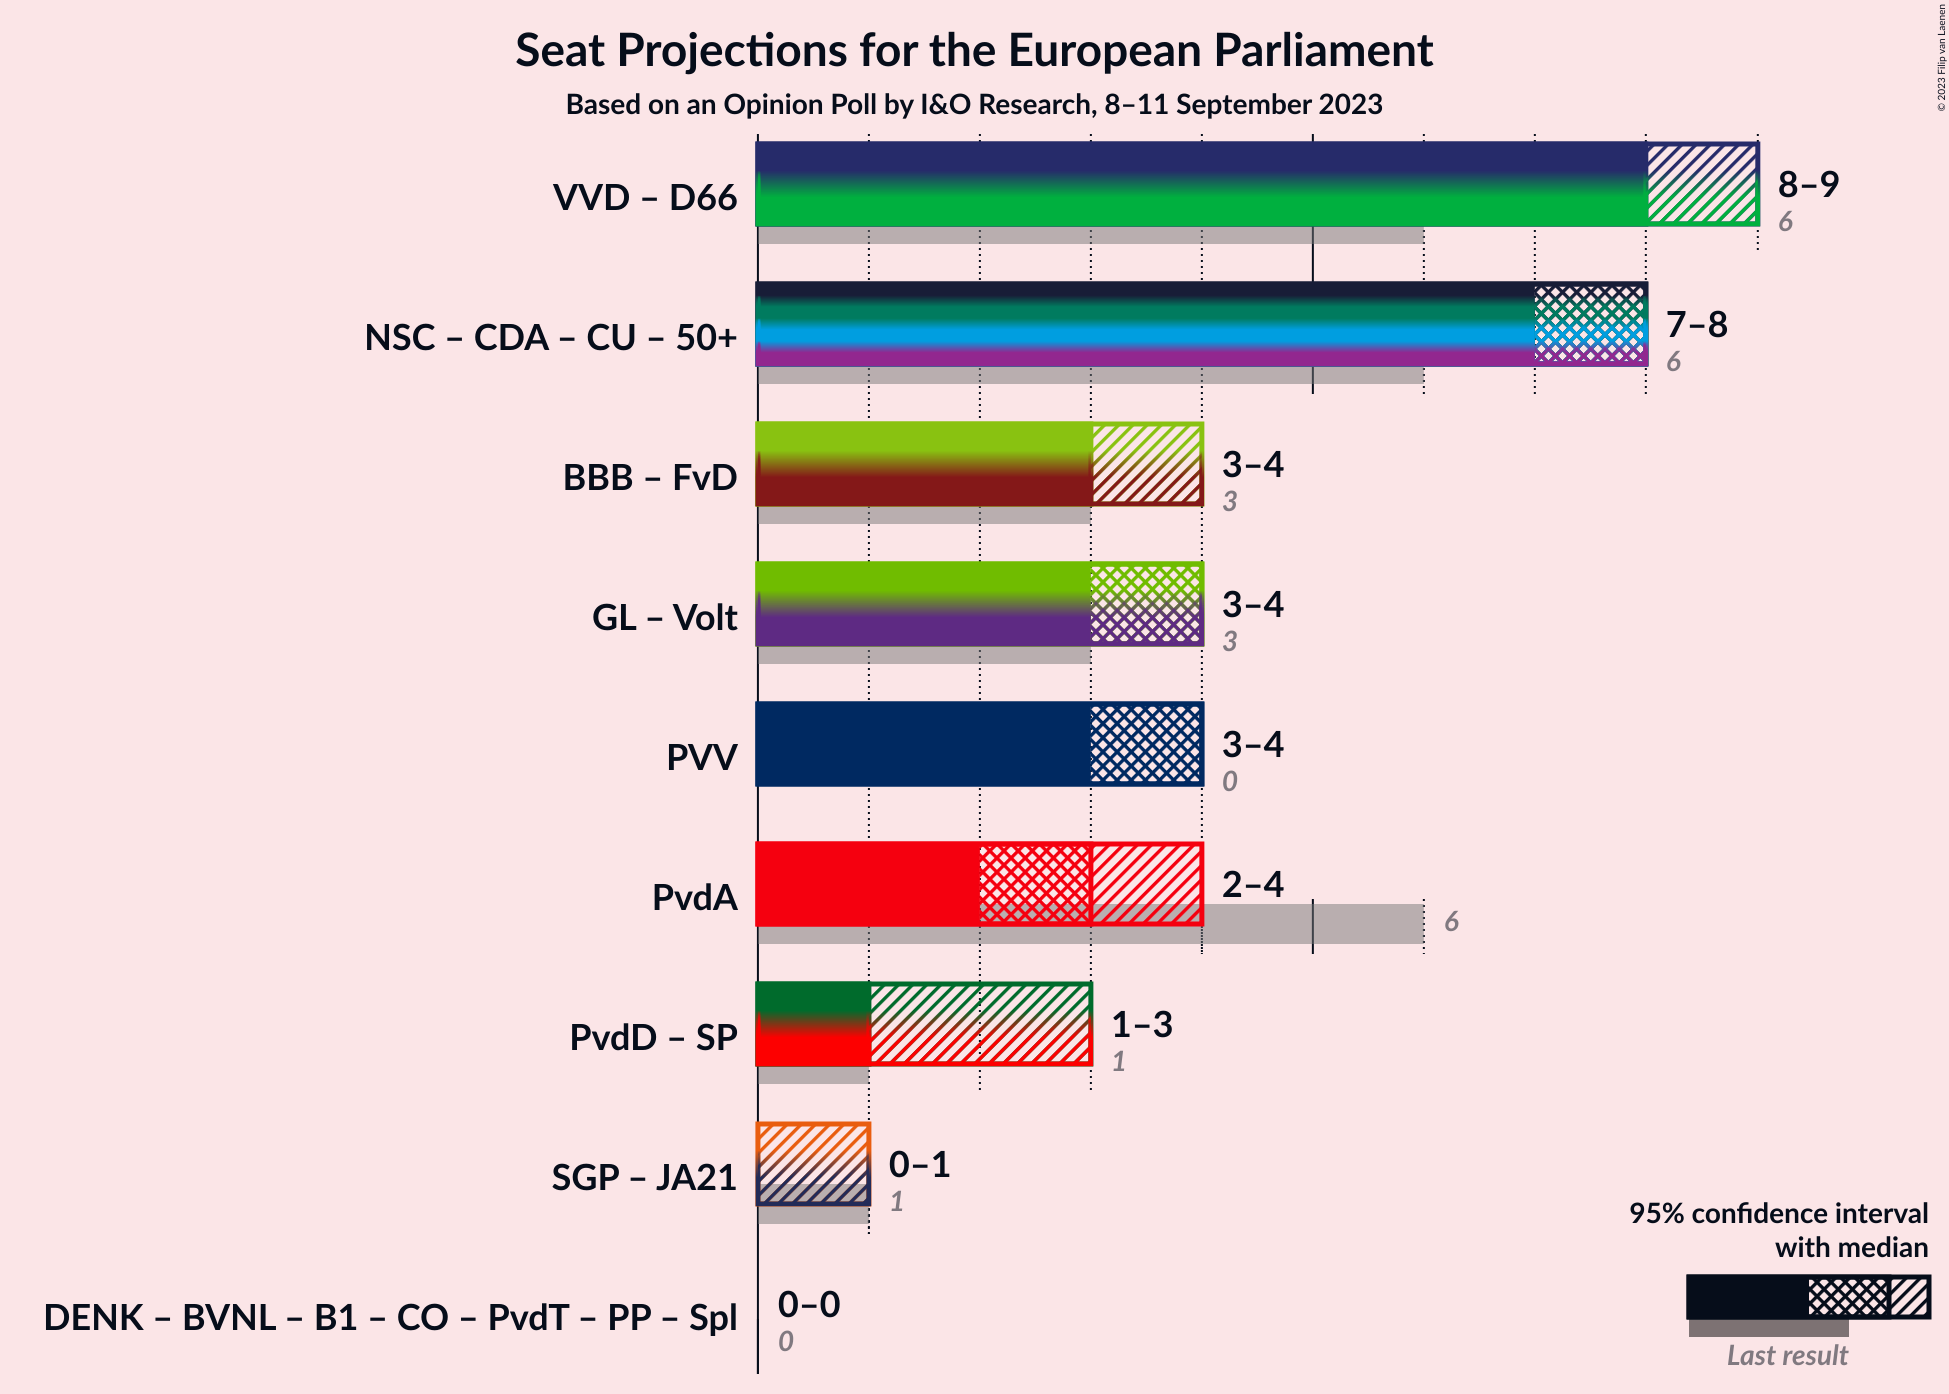 Seat Projections for the European Parliament
Based on an Opinion Poll by I&O Research, 8–11 September 2023
© 2023 Filip van Laenen
VVD – D66
8–9
6
NSC – CDA – CU – 50+
7–8
6
BBB – FvD
3–4
3
GL – Volt
3–4
3
PVV
3–4
0
PvdA
2–4
6
PvdD – SP
1–3
1
SGP – JA21
0–1
1
DENK – BVNL – B1 – CO – PvdT – PP – Spl
0–0
0
95% confidence interval
with median
Last result